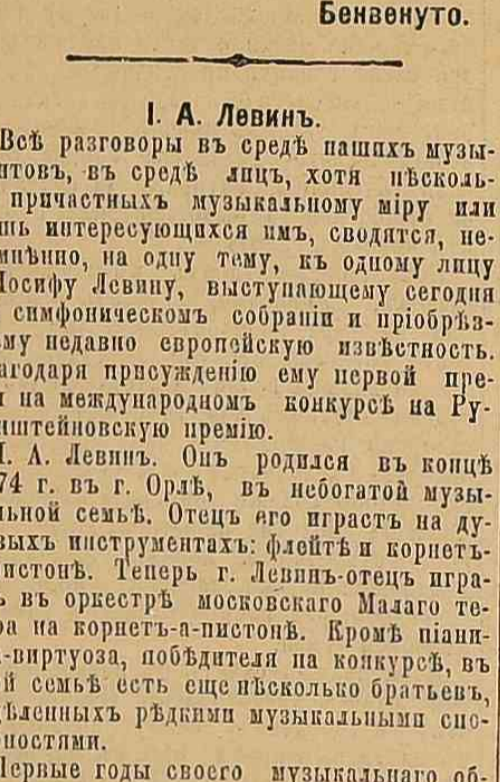 Бенвенуто.
І. А. Левинъ.
Всѣ разговоры въ средѣ нашихъ музы-
нтовъ, въ средѣ лицъ, хотя нѣсколь-
причастныхъ музыкальному міру или
шь интересующихся имъ, сводятся, не-
мнѣнно, на одну тему, къ одному лицу
Іосифу Левину, выступающему сегодня
симфоническомъ собраніи и пріобрѣз-
му недавно европейскую извѣстность.
агодаря присужденію ему первой пре-
и на международномъ конкурсѣ на Ру-
нштейновскую премію.
І. А. Левинъ. Онъ родился въ концѣ
74 г. въ г. Орлѣ, въ небогатой музы-
льной семьѣ. Отецъ его играетъ на ду-
выхъ инструментахъ: флейтѣ и корнетъ-
пистонѣ. Теперь г. Левинъ-отецъ игра-
ъ въ оркестрѣ московскаго Малаго те-
ра на корнетъ-а-пистонѣ. Кромѣ піани-
а-виртуоза, побѣдителя на конкурсѣ, въ
й семьѣ есть еще нѣсколько братьевъ,
дѣленныхъ рѣдкими музыкальными спо-
ностями.
Первые годы своего музыкальнаго об-